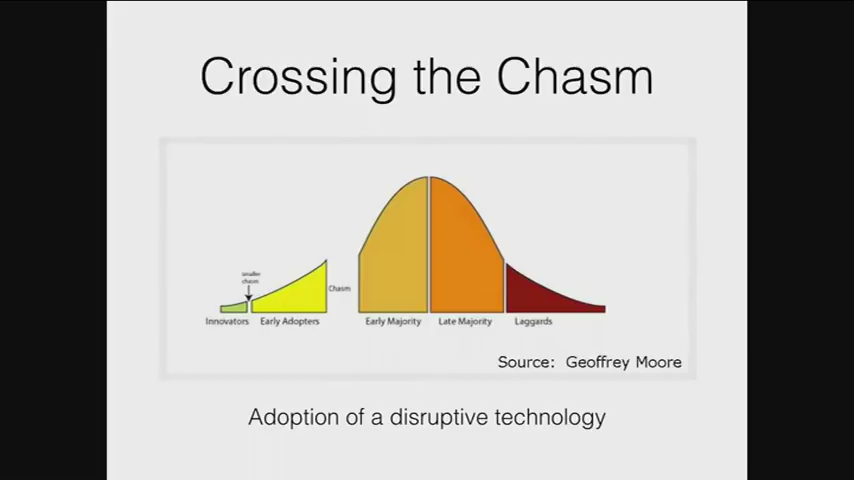 Crossing the Chasm
smaller
chasm
Chasm
Innovators Early Adopters Early Majority Late Majority Laggards
Source: Geoffrey Moore
Adoption of a disruptive technology